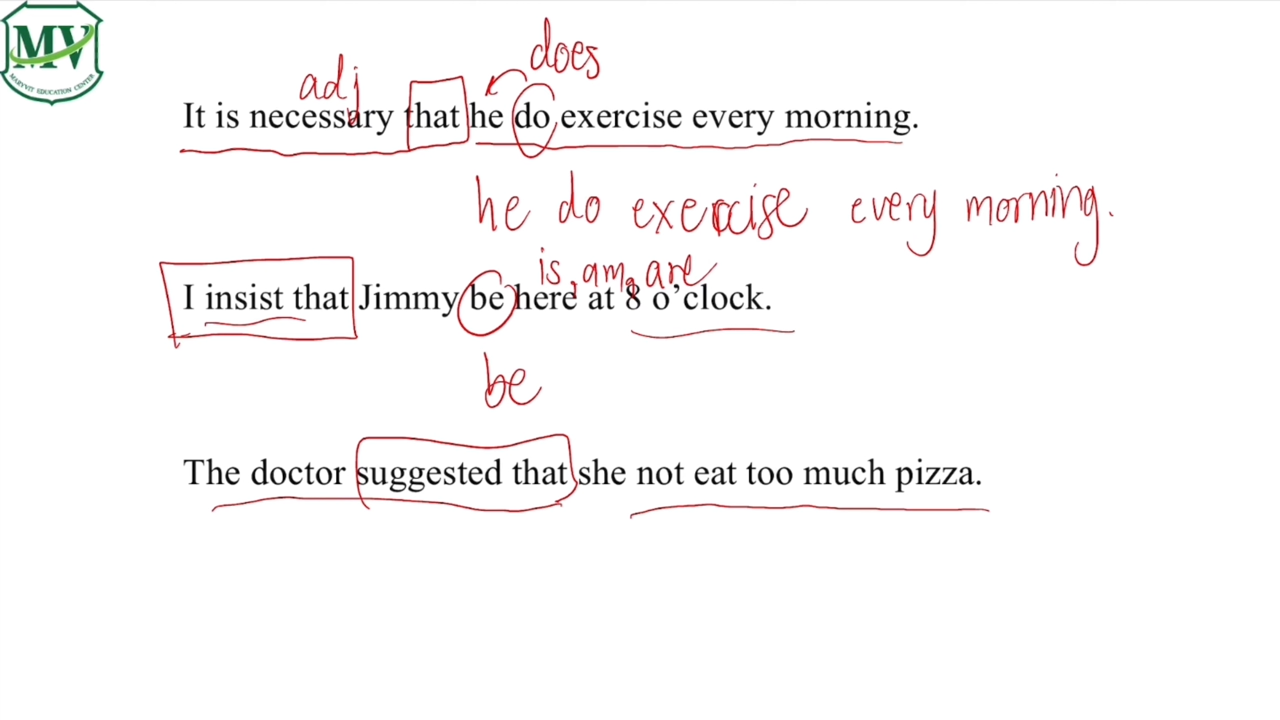 MV
MARYVIT EDUCATION CENTER
does
adj
It is necessary that he do exercise every morning.
he do exercise every morning.
is, am, are
I insist that Jimmy be here at 8 o'clock.
be
The doctor suggested that she not eat too much pizza.